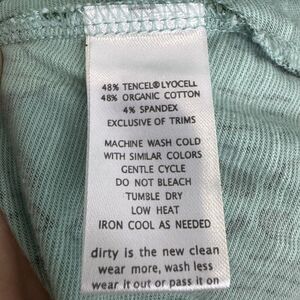 48% TENCEL®LYOCELL
48% ORGANIC COTTON
4% SPANDEX
EXCLUSIVE OF TRIMS
MACHINE WASH COLD
WITH SIMILAR COLORS
GENTLE CYCLE
DO NOT BLEACH
TUMBLE DRY
LOW HEAT
IRON COOL AS NEEDED
dirty is the new clean
wear more, wash less
wear it out or pass it on